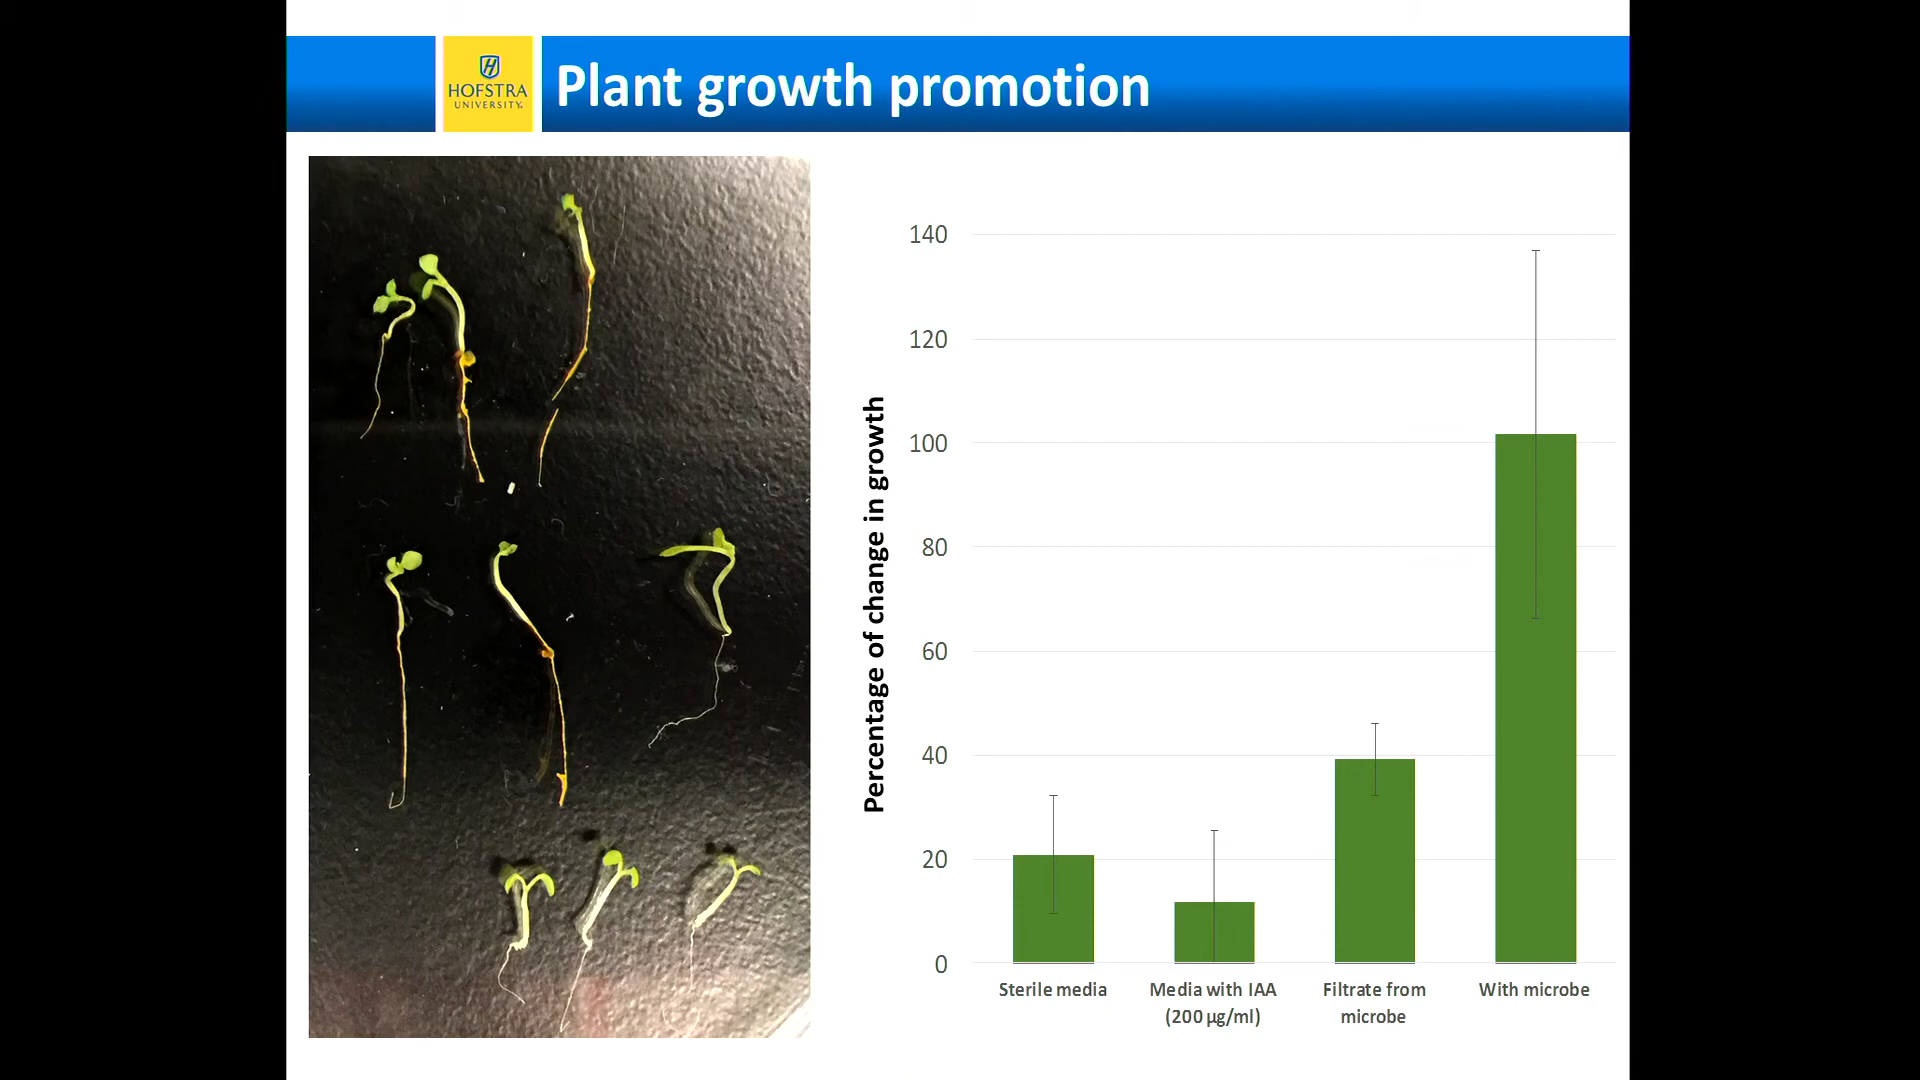 HOFSTRA
UNIVERSITY.
Plant growth promotion
Percentage of change in growth
140
120
100
80
60
40
20
0
Sterile media
Media with IAA
(200 µg/ml)
Filtrate from
microbe
With microbe